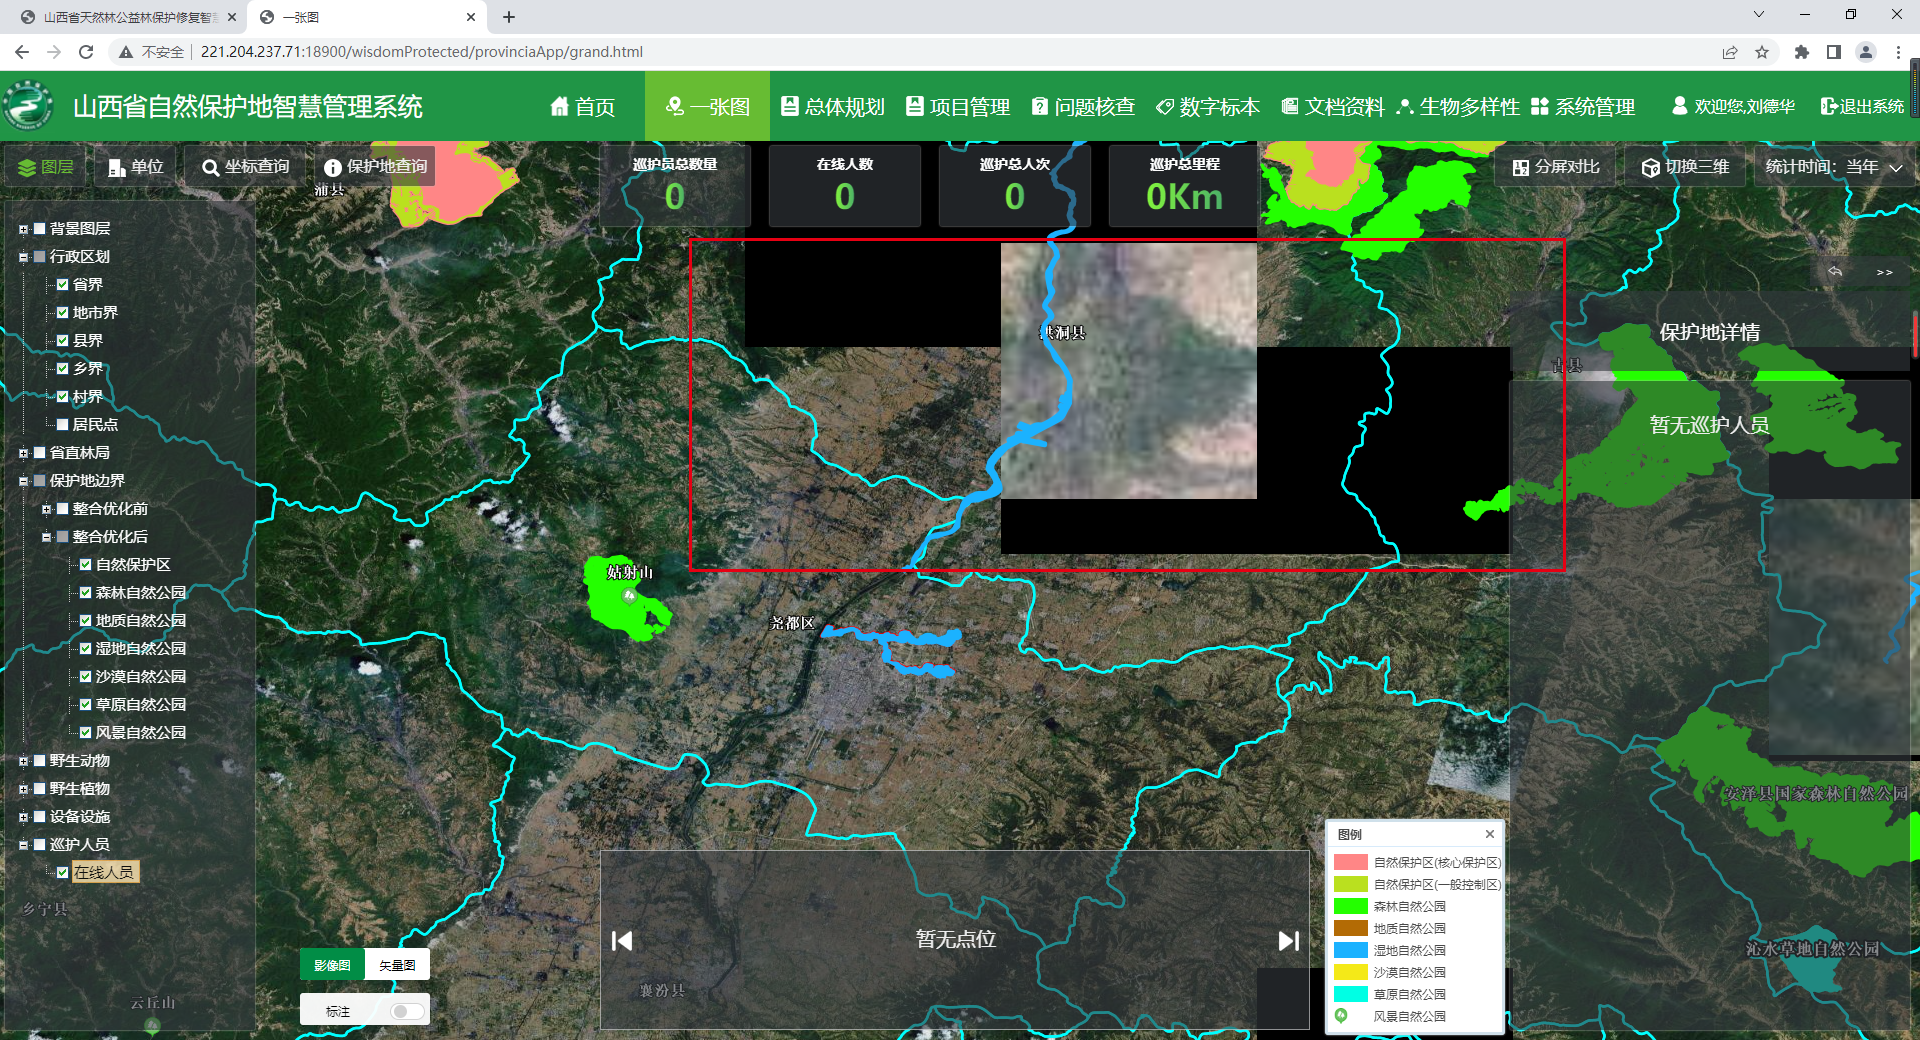 山西省天然林公益林保护修复智
一张图
不安全
221.204.237.71:18900/wisdomProtected/provinciaApp/grand.html
山西省自然保护地智慧管理系统
首页
一张图
总体规划
项目管理
问题核查
数字标本
文档资料
生物多样性
系统管理
欢迎您,刘德华
退出系统
图层
单位
坐标查询
保护地查询
巡护员总数量
0
在线人数
0
巡护总人次
0
巡护总里程
0Km
分屏对比
切换三维
统计时间：当年
背景图层
行政区划
省界
地市界
县界
乡界
村界
居民点
省直林局
保护地边界
整合优化前
整合优化后
自然保护区
森林自然公园
地质自然公园
湿地自然公园
沙漠自然公园
草原自然公园
风景自然公园
野生动物
野生植物
设备设施
巡护人员
在线人员
蒲县
洪洞县
古县
姑射山
尧都区
乡宁县
云丘山
襄汾县
安泽县国家森林自然公园
沁水草地自然公园
>>
保护地详情
暂无巡护人员
暂无点位
影像图
矢量图
标注
图例
自然保护区(核心保护区)
自然保护区(一般控制区)
森林自然公园
地质自然公园
湿地自然公园
沙漠自然公园
草原自然公园
风景自然公园